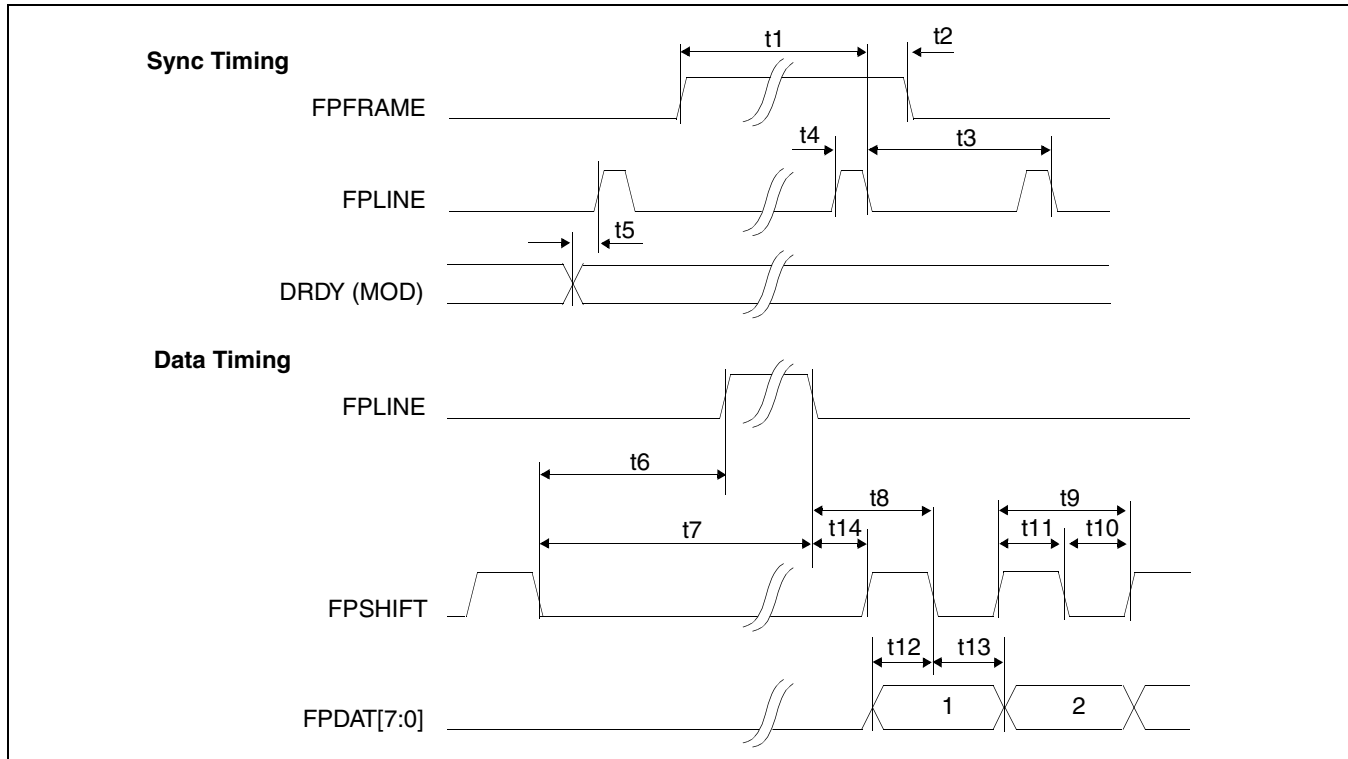 Sync Timing
t1
t2
FPFRAME
t4
t3
FPLINE
t5
DRDY (MOD)
Data Timing
FPLINE
t6
t8
t9
t7
t14
t11
t10
FPSHIFT
t12
t13
FPDAT[7:0]
1
2